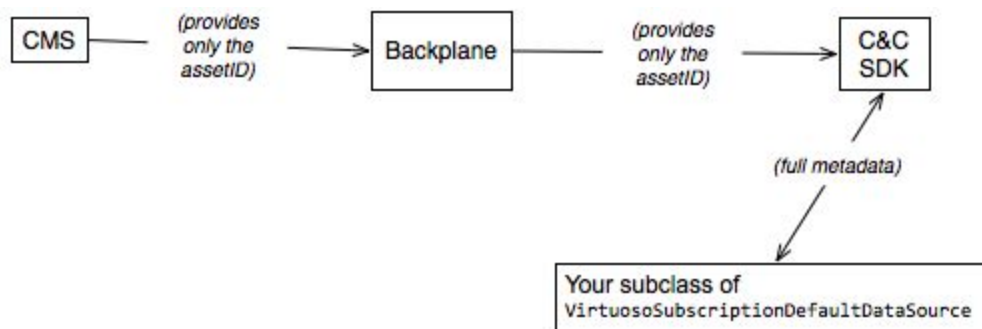 CMS
(provides
only the
assetID)
Backplane
(provides
only the
assetID)
C&C
SDK
(full metadata)
Your subclass of
VirtuosoSubscriptionDefaultDataSource